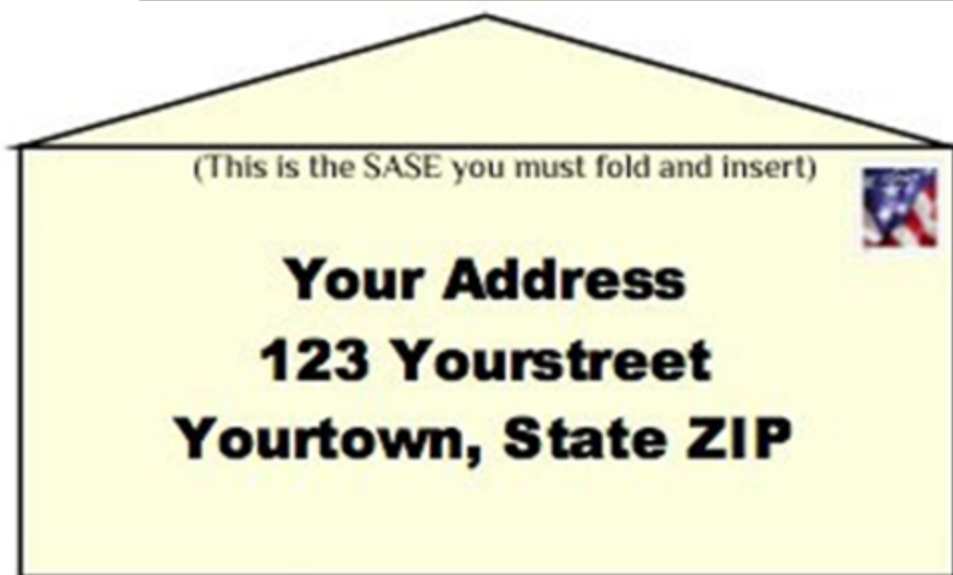 (This is the SASE you must fold and insert)
Your Address
123 Yourstreet
Yourtown, State ZIP